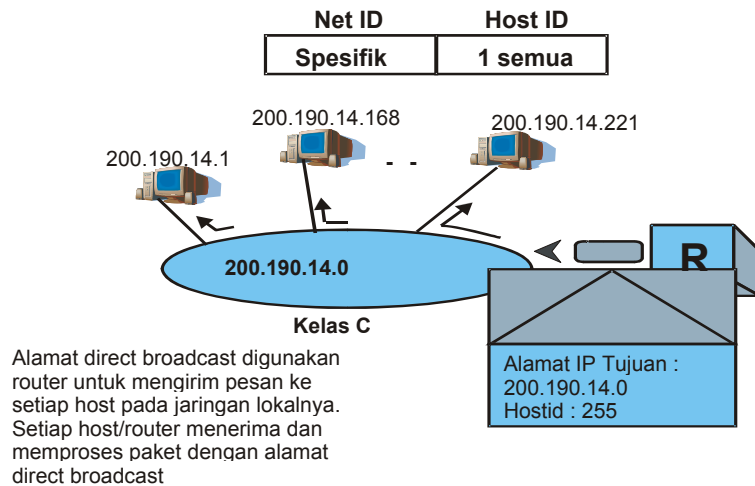 Net ID Host ID
Spesifik 1 semua
200.190.14.168
200.190.14.221
200.190.14.1
- -
200.190.14.0
R
Kelas C
Alamat direct broadcast digunakan
router untuk mengirim pesan ke
setiap host pada jaringan lokalnya.
Setiap host/router menerima dan
memproses paket dengan alamat
direct broadcast
Alamat IP Tujuan :
200.190.14.0
Hostid : 255